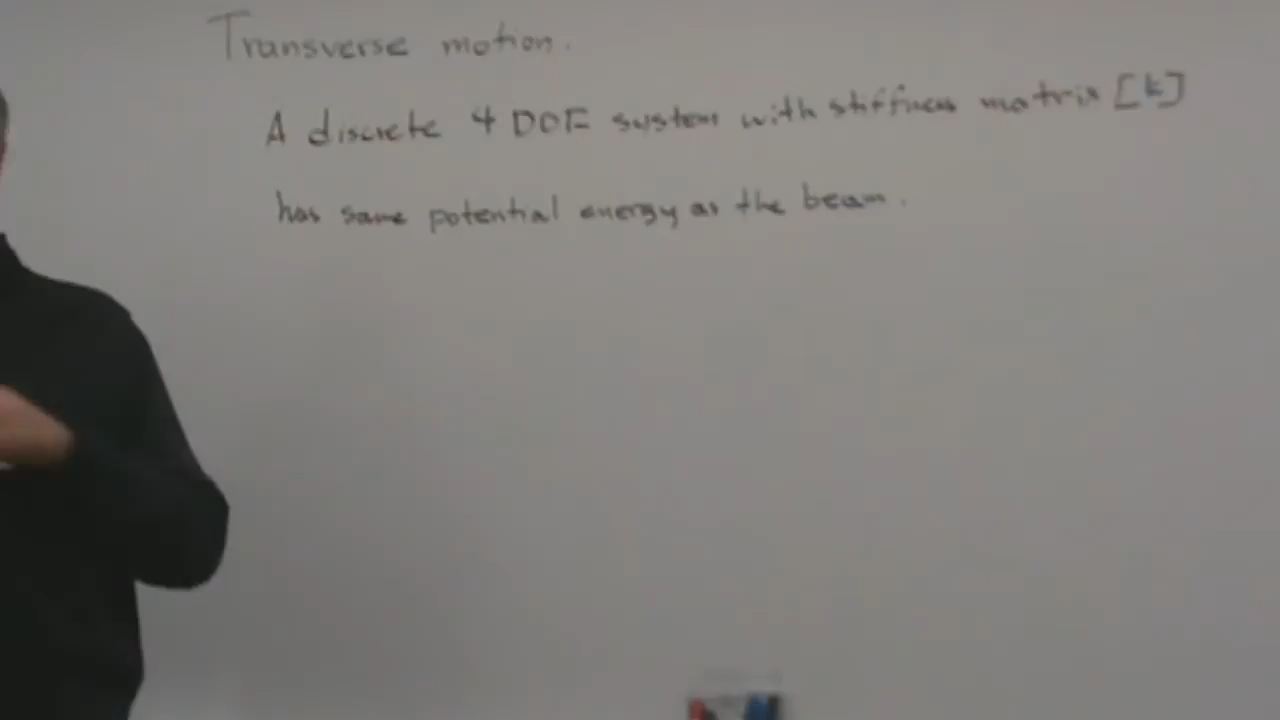 Transverse motion.
A discrete 4 DOF system with stiffness matrix [k]
has same potential energy as the beam.